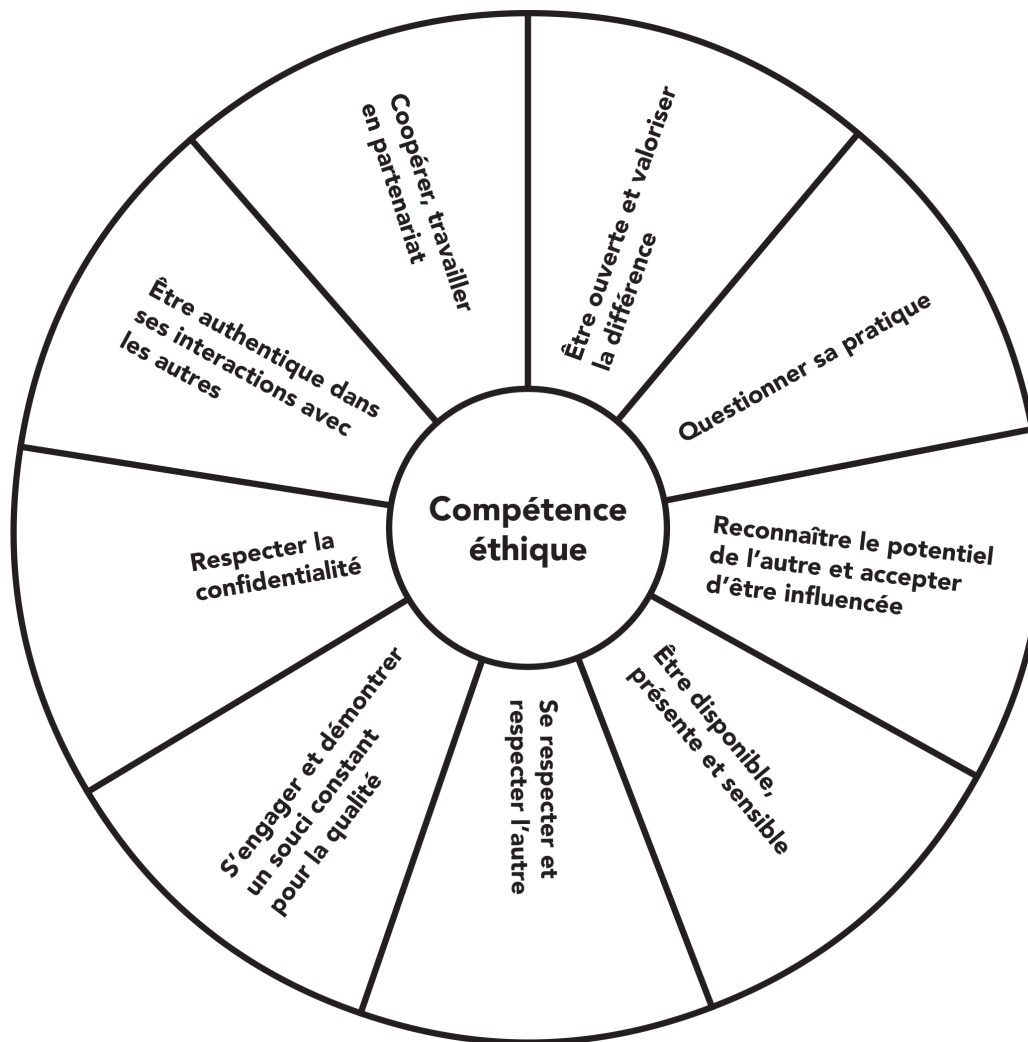 Compétence
éthique
Être ouverte et valoriser
la différence
Questionner sa pratique
Reconnaître le potentiel
de l'autre et accepter
d'être influencée
Être disponible,
présente et sensible
Se respecter et
respecter l'autre
S'engager et démontrer
un souci constant
pour la qualité
Respecter la
confidentialité
Être authentique dans
ses interactions avec
les autres
Coopérer, travailler
en partenariat